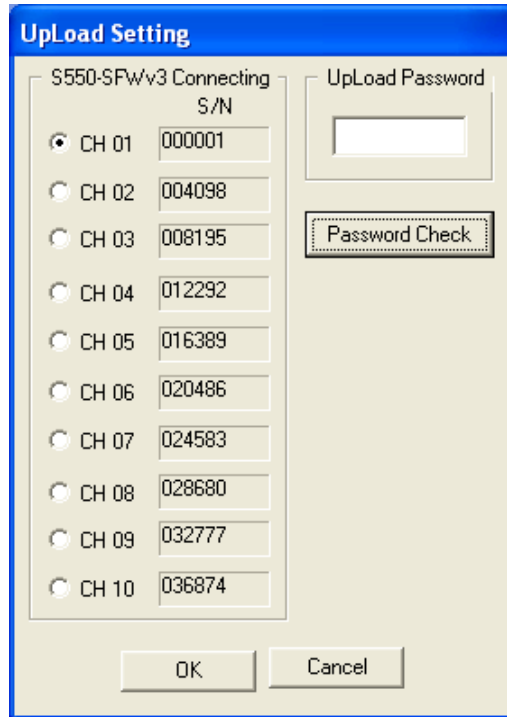 UpLoad Setting
S550-SFWv3 Connecting
S/N
CH 01 000001
CH 02 004098
CH 03 008195
CH 04 012292
CH 05 016389
CH 06 020486
CH 07 024583
CH 08 028680
CH 09 032777
CH 10 036874
UpLoad Password
Password Check
OK Cancel